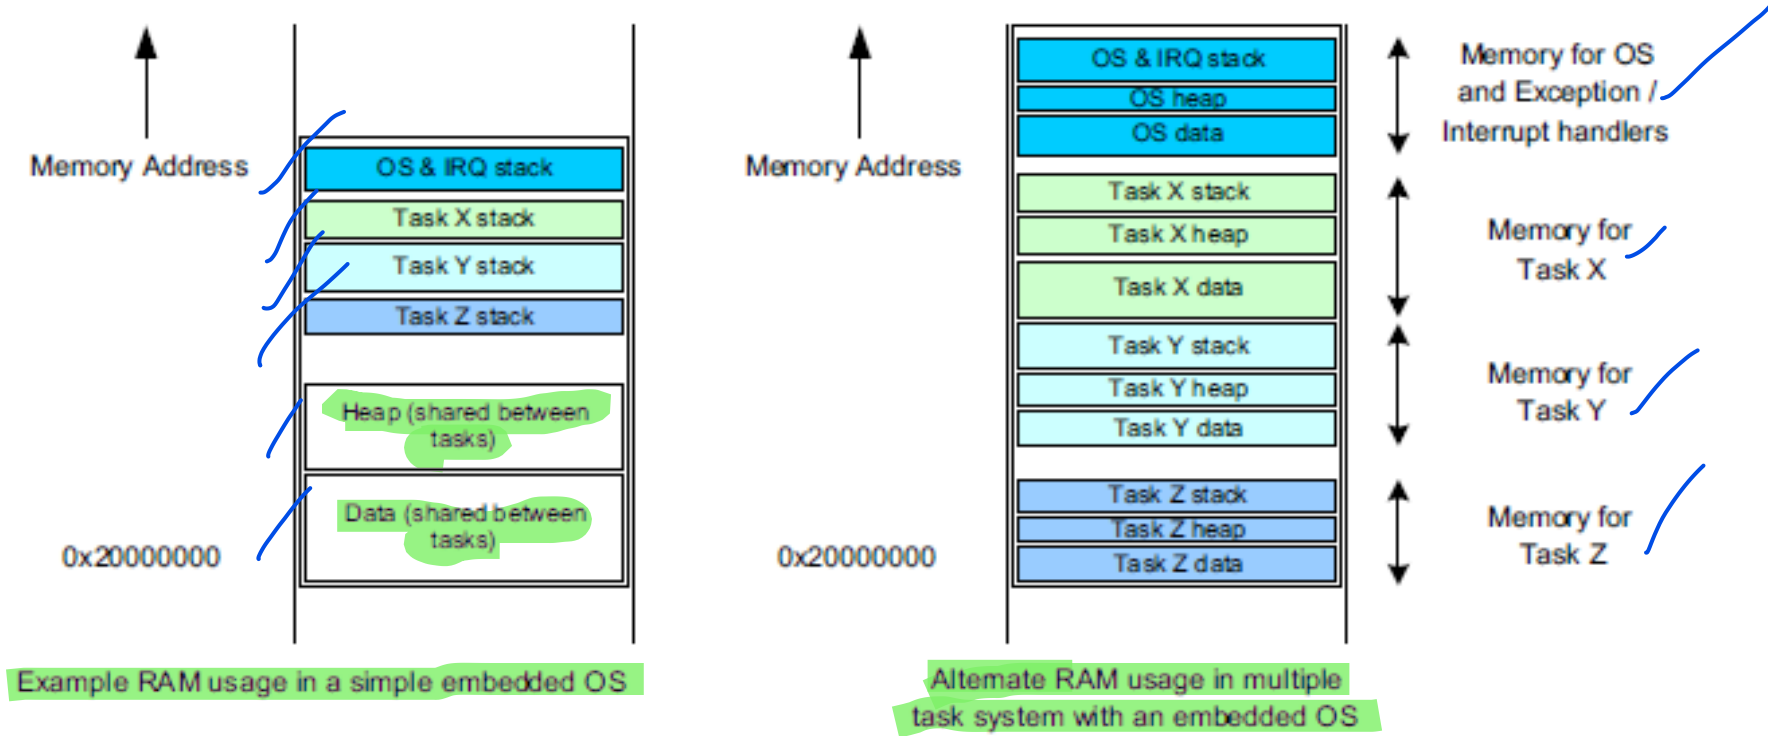 Memory Address
OS & IRQ stack
Task X stack
Task Y stack
Task Z stack
Heap (shared between
tasks)
Data (shared between
tasks)
0x20000000
Example RAM usage in a simple embedded OS
Memory Address
OS & IRQ stack
OS heap
OS data
Task X stack
Task X heap
Task X data
Task Y stack
Task Y heap
Task Y data
Task Z stack
Task Z heap
Task Z data
0x20000000
Memory for OS
and Exception /
Interrupt handlers
Memory for
Task X
Memory for
Task Y
Memory for
Task Z
Alternate RAM usage in multiple
task system with an embedded OS